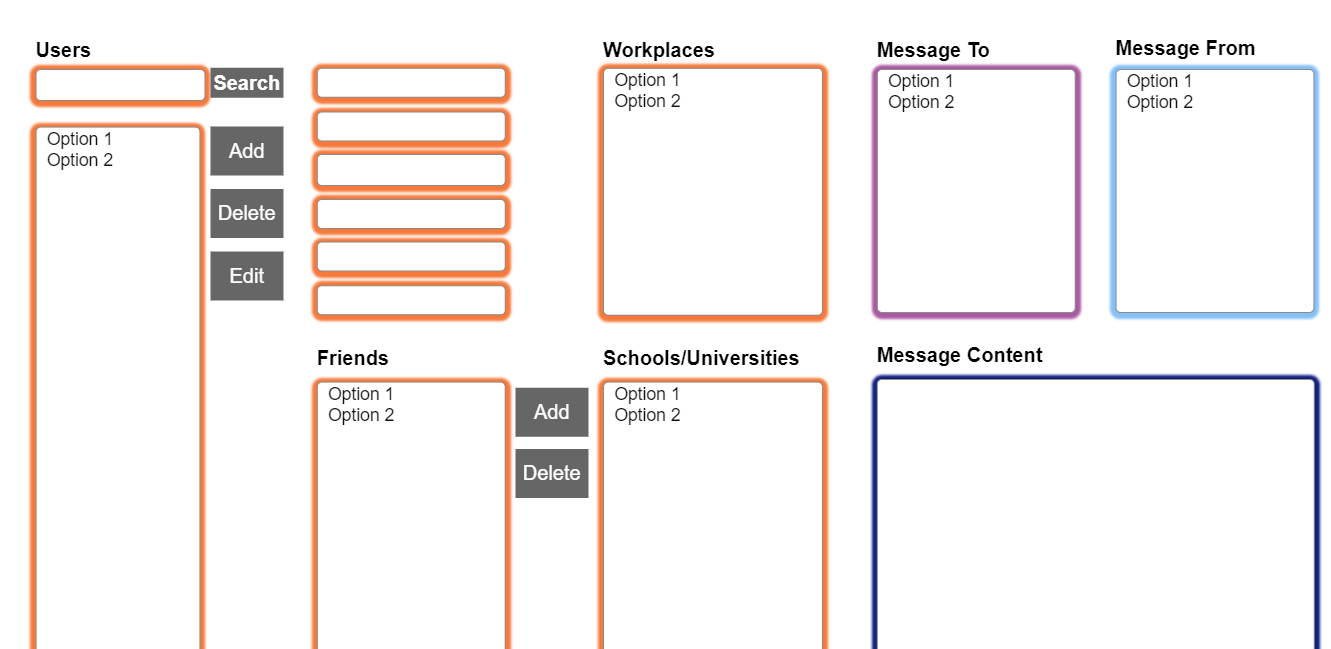 Users
Search
Option 1
Option 2
Add
Delete
Edit
Friends
Option 1
Option 2
Add
Delete
Workplaces
Option 1
Option 2
Schools/Universities
Option 1
Option 2
Message To
Option 1
Option 2
Message From
Option 1
Option 2
Message Content